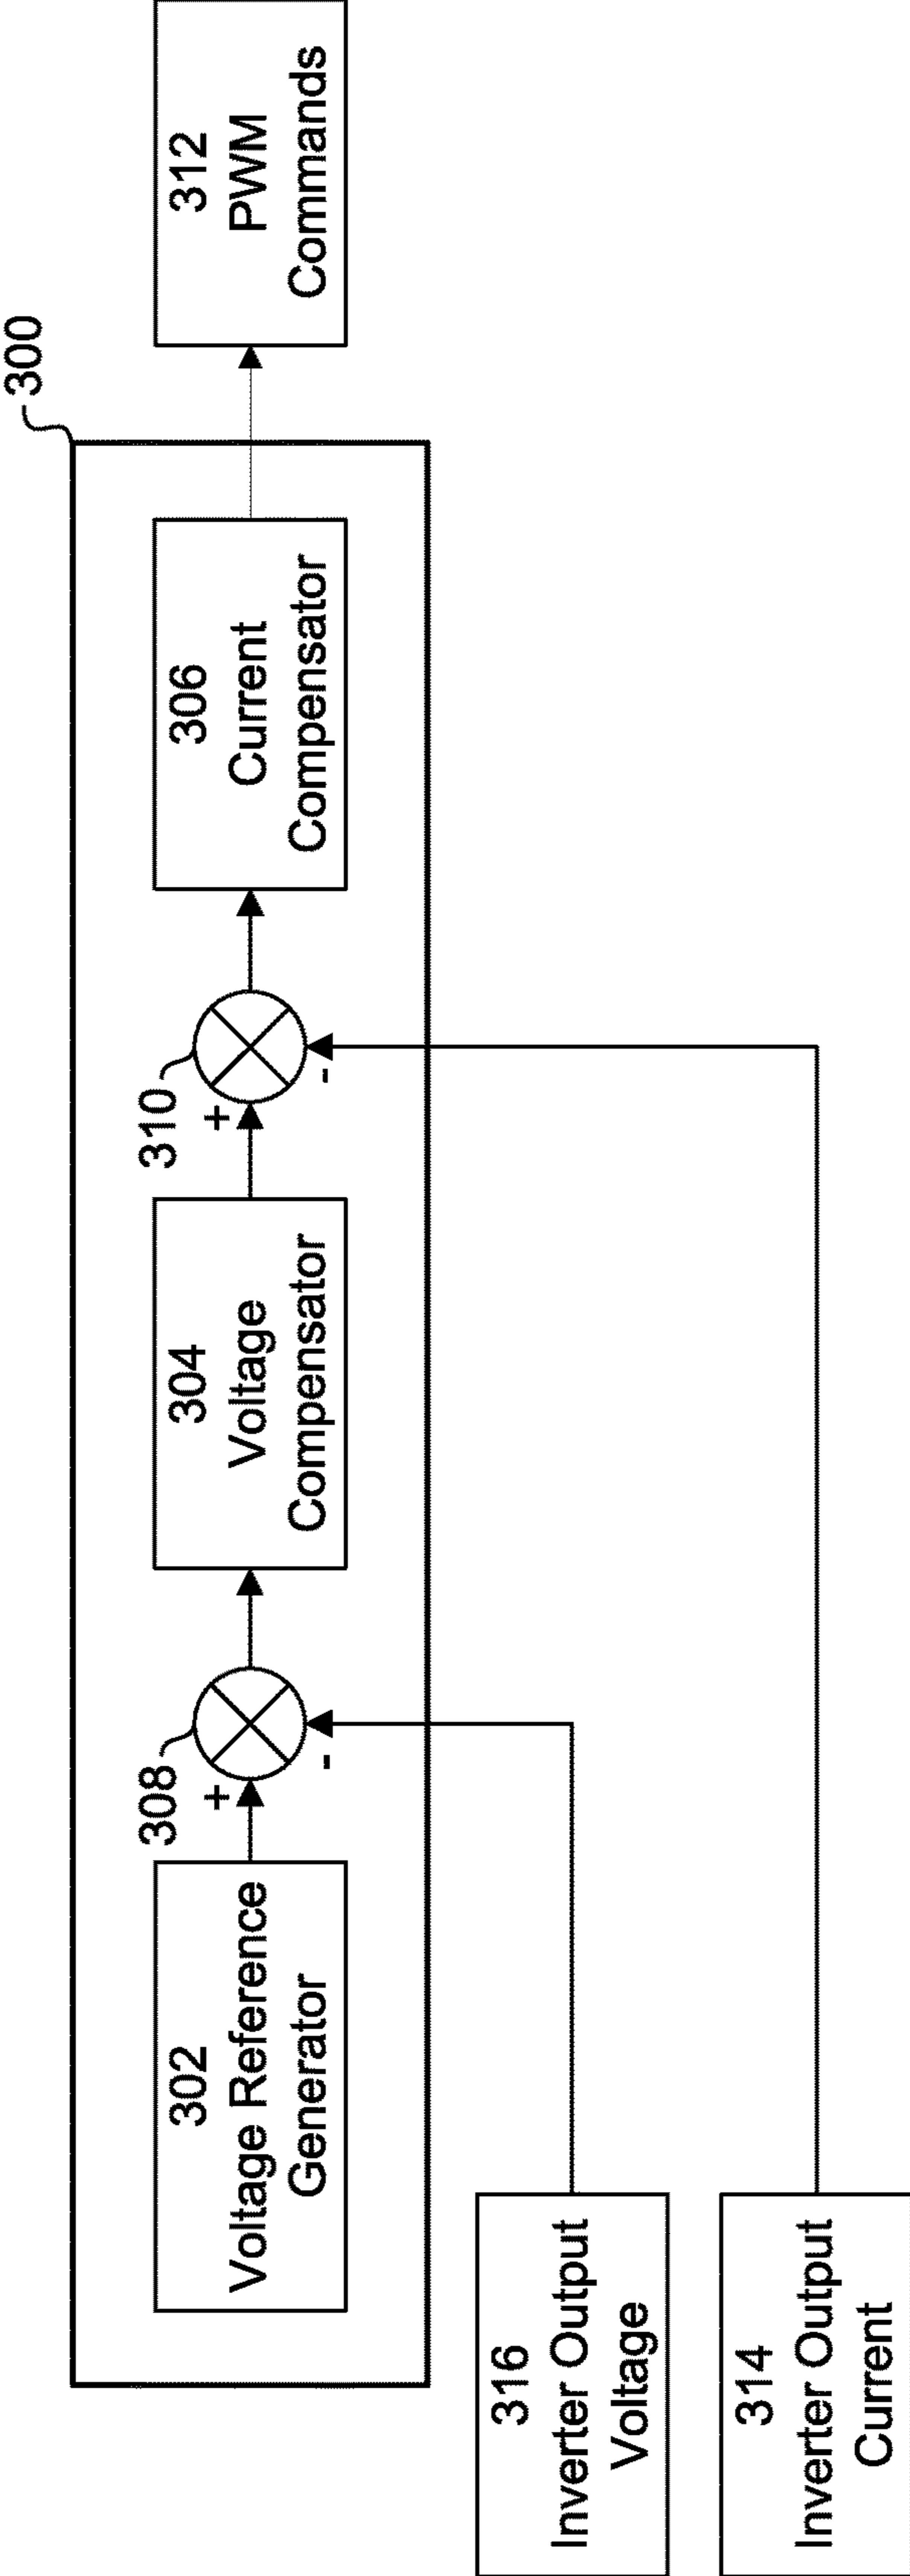 300
302
Voltage Reference
Generator
308
+
-
304
Voltage
Compensator
310
+
-
306
Current
Compensator
312
PWM
Commands
316
Inverter Output
Voltage
314
Inverter Output
Current